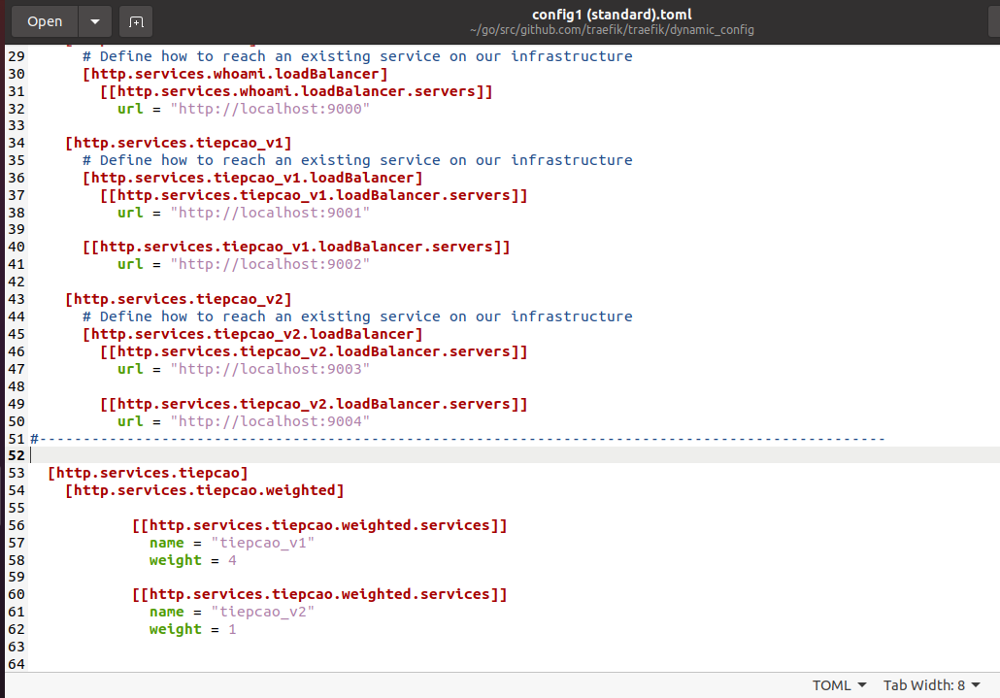 Open
config1 (standard).toml
~/go/src/github.com/traefik/traefik/dynamic_config
29 # Define how to reach an existing service on our infrastructure
30 [http.services.whoami.loadBalancer]
31 [[http.services.whoami.loadBalancer.servers]]
32 url = "http://localhost:9000"
33
34 [http.services.tiepcao_v1]
35 # Define how to reach an existing service on our infrastructure
36 [http.services.tiepcao_v1.loadBalancer]
37 [[http.services.tiepcao_v1.loadBalancer.servers]]
38 url = "http://localhost:9001"
39
40 [[http.services.tiepcao_v1.loadBalancer.servers]]
41 url = "http://localhost:9002"
42
43 [http.services.tiepcao_v2]
44 # Define how to reach an existing service on our infrastructure
45 [http.services.tiepcao_v2.loadBalancer]
46 [[http.services.tiepcao_v2.loadBalancer.servers]]
47 url = "http://localhost:9003"
48
49 [[http.services.tiepcao_v2.loadBalancer.servers]]
50 url = "http://localhost:9004"
51 #-------------------------------------------------------------------------------------------------
52
53 [http.services.tiepcao]
54 [http.services.tiepcao.weighted]
55
56 [[http.services.tiepcao.weighted.services]]
57 name = "tiepcao_v1"
58 weight = 4
59
60 [[http.services.tiepcao.weighted.services]]
61 name = "tiepcao_v2"
62 weight = 1
63
64
TOML Tab Width: 8